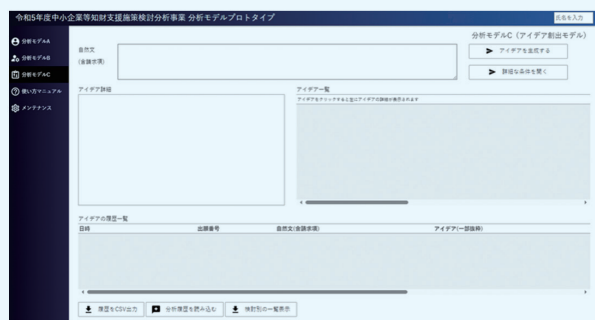 令和5年度中小企業等知財支援施策検討分析事業 分析モデルプロトタイプ
氏名を入力
分析モデルA
分析モデルB
分析モデルC
使い方マニュアル
メンテナンス
分析モデルC（アイデア創出モデル）
自然文
(含請求項)
アイデアを生成する
詳細な条件を開く
アイデア詳細
アイデア一覧
アイデアをクリックすると左にアイデアの詳細が表示されます
アイデアの履歴一覧
日時 出願番号 自然文(含請求項) アイデア(一部抜粋)
履歴をCSV出力
分析履歴を読み込む
検討別の一覧表示